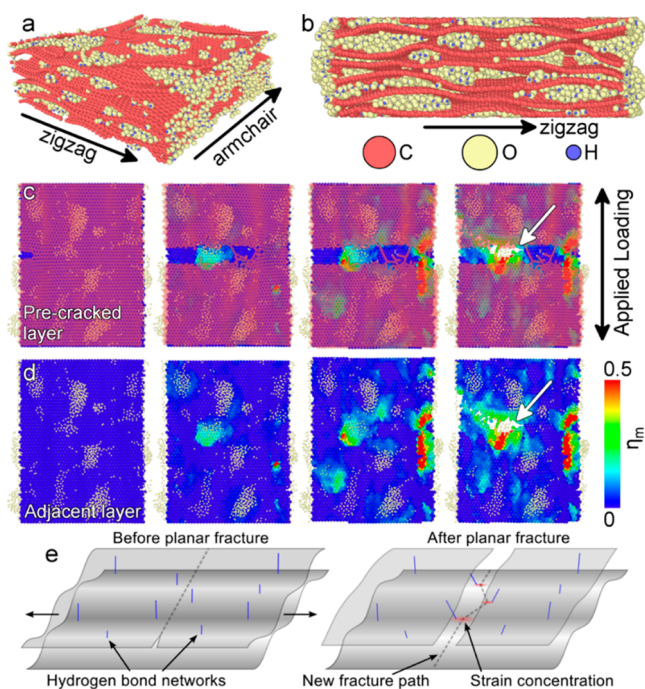 a
b
zigzag
armchair
zigzag
C
O
H
c
Pre-cracked
layer
Applied Loading
d
Adjacent layer
0.5
ηm
0
Before planar fracture
After planar fracture
e
Hydrogen bond networks
New fracture path
Strain concentration